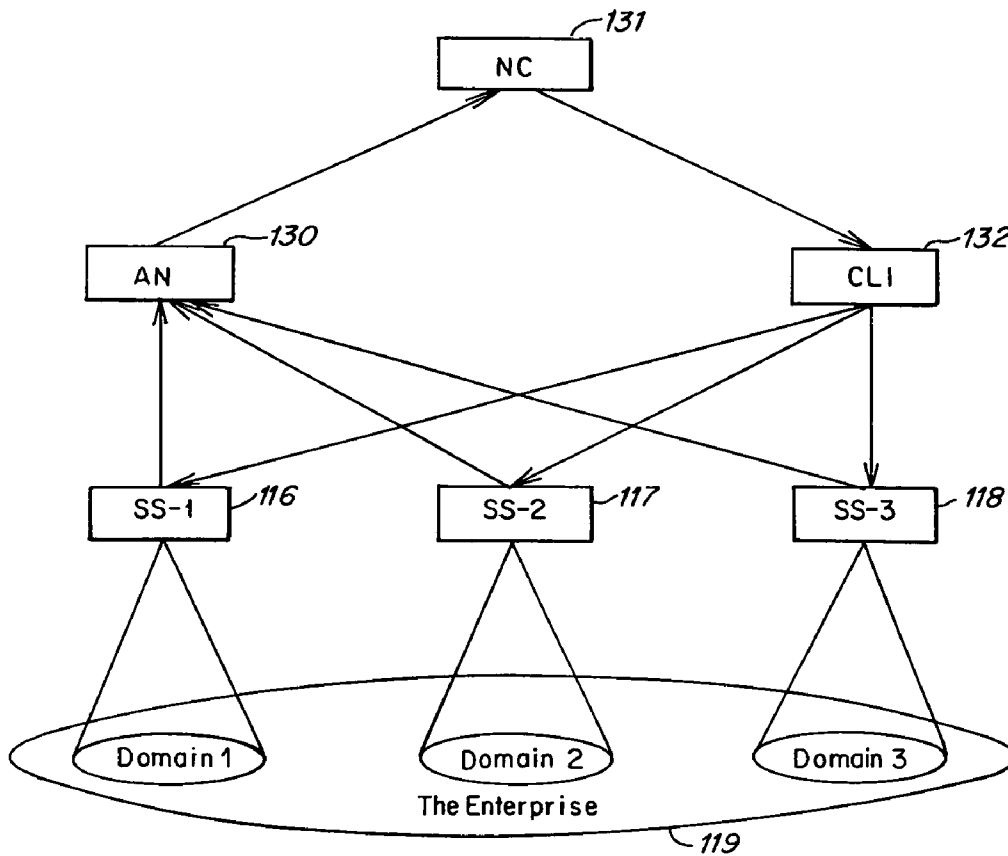 131
NC
130
AN
132
CLI
SS-1
116
SS-2
117
SS-3
118
Domain 1
Domain 2
Domain 3
The Enterprise
119